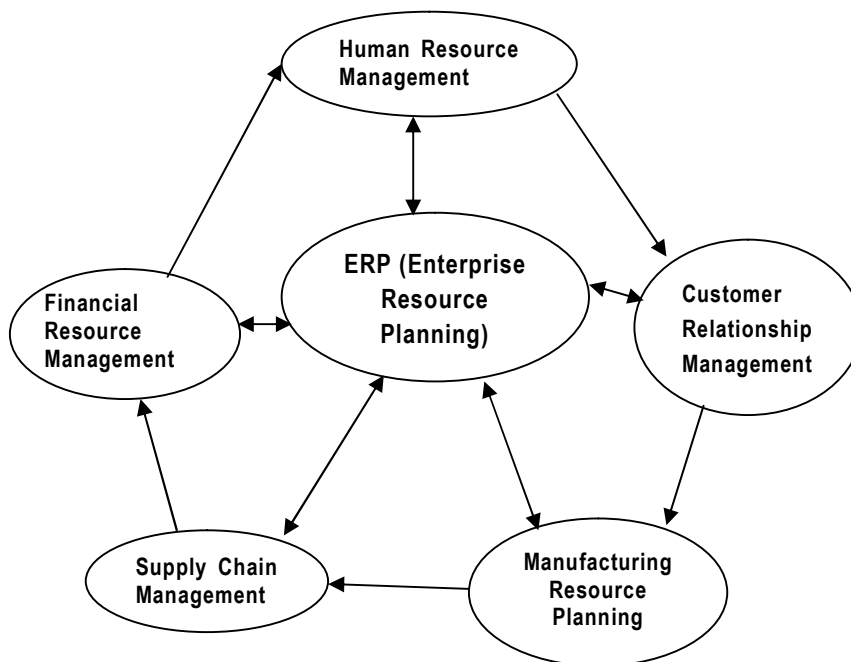 Human Resource
Management
ERP (Enterprise
Resource
Planning)
Financial
Resource
Management
Customer
Relationship
Management
Supply Chain
Management
Manufacturing
Resource
Planning